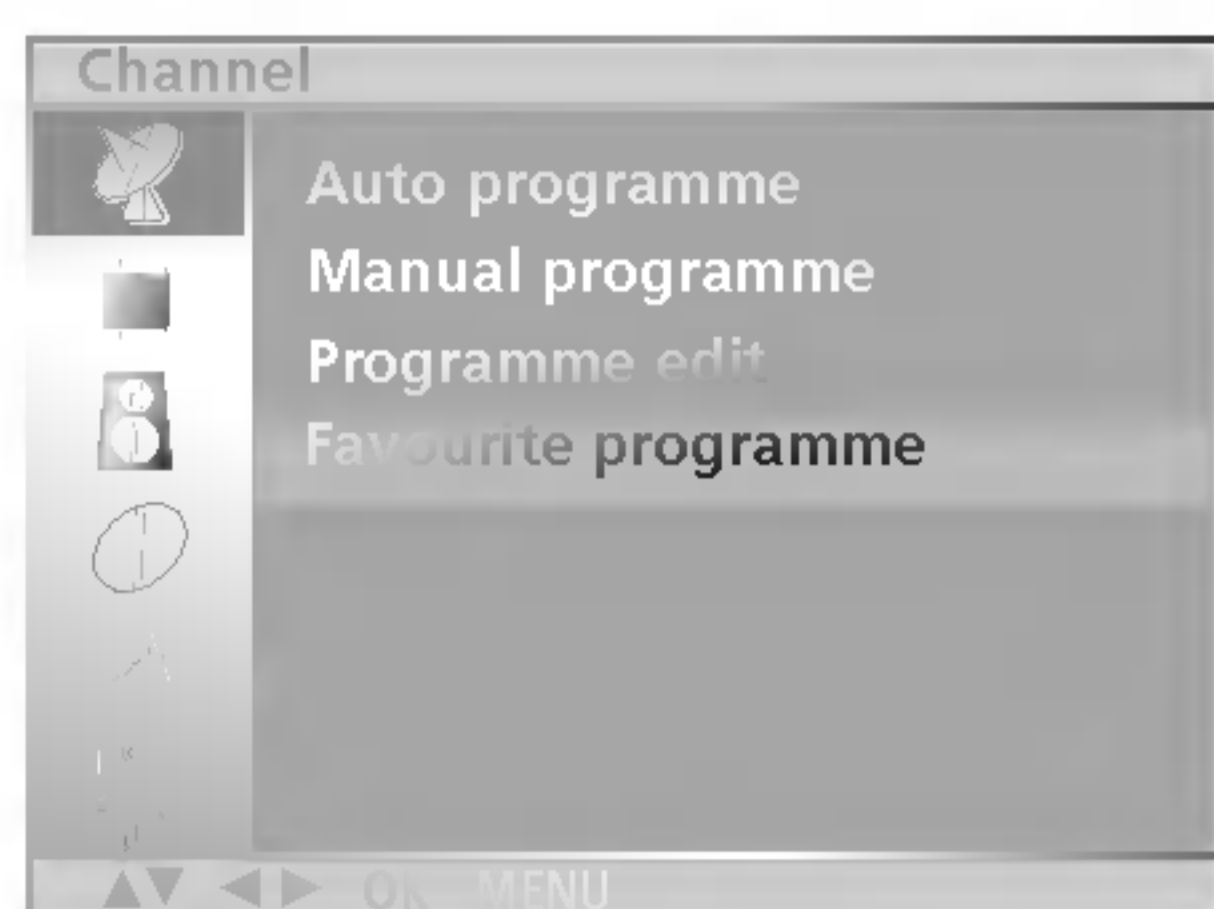 Channel
Auto programme
Manual programme
Programme edit
Favourite programme
▲▼ ◀▶ OK MENU